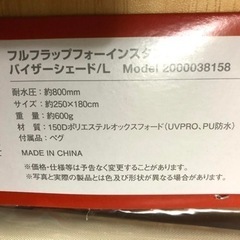 フルフラップフォーインスタ
バイザーシェード/L Model 2000038158
耐水圧：約800mm
サイズ：約250×180cm
重 量：約600g
材 質：150Dポリエステルオックスフォード（UVPRO、PU防水）
付属品：ペグ
MADE IN CHINA
※価格・仕様等は予告なく変更することがあります。
※写真と実際の製品とは色及び形状が異なる場合があります。